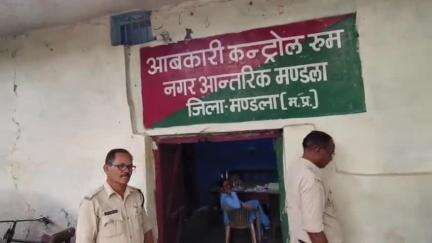 आबकारी कन्ट्रोल रूम
नगर आन्तरिक मण्डला
जिला-मण्डला (म.प्र.)